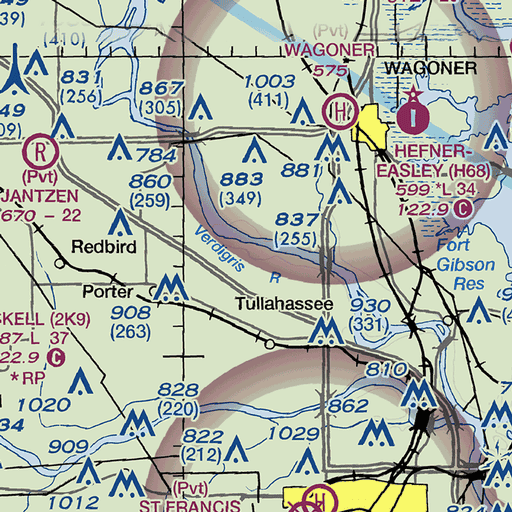 39)
(410)
(Pvt)
WAGONER
575
WAGONER
831
(256)
867
(305)
1003
(411)
49
09)
R
(Pvt)
JANTZEN
670 - 22
784
860
(259)
883
(349)
881
H
HEFNER-
EASLEY (H68)
599 *L 34
122.9 C
837
(255)
Redbird
Verdigris
R
Fort
Gibson
Res
Porter
Tullahassee
908
(263)
930
(331)
SKELL (2K9)
87 L 37
22.9 C
*RP
810
1020
828
(220)
862
34
909
822
(212)
1029
1012
(Pvt)
ST FRANCIS
H
824